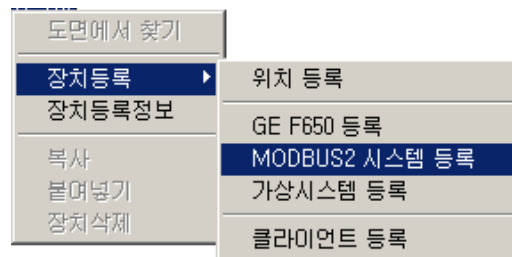 도면에서 찾기
장치등록
장치등록정보
복사
붙여넣기
장치삭제
위치 등록
GE F650 등록
MODBUS2 시스템 등록
가상시스템 등록
클라이언트 등록